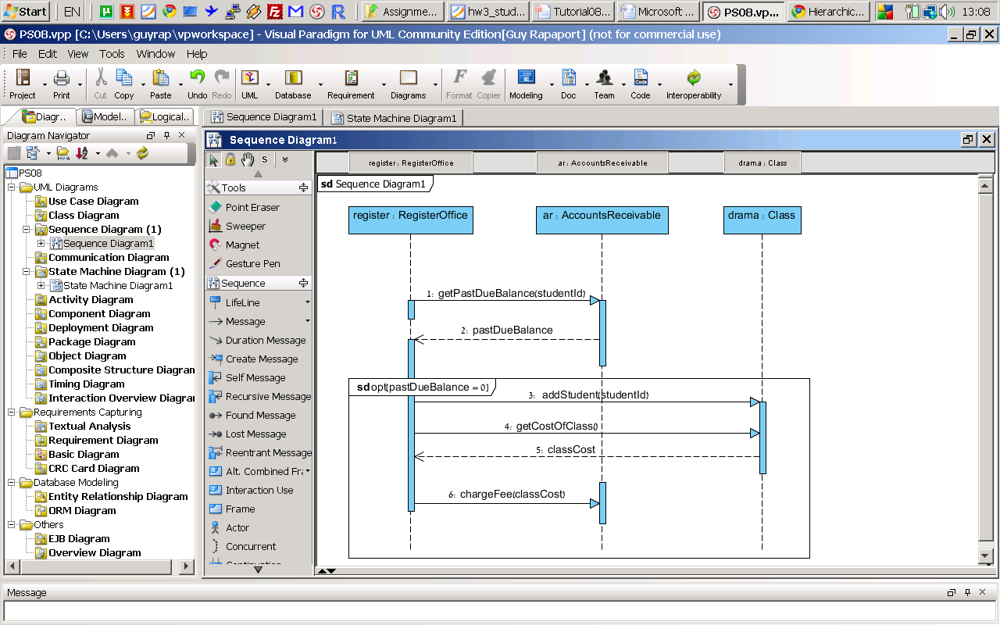 Start EN Assignme... hw3_stud... Tutorial08... Microsoft ... PS08.vp... Hierarchic... 13:08
PS08.vpp [C:\Users\guyrap\vpworkspace] - Visual Paradigm for UML Community Edition[Guy Rapaport] (not for commercial use)
File Edit View Tools Window Help
Project Print Cut Copy Paste Undo Redo UML Database Requirement Diagrams Format Copier Modeling Doc Team Code Interoperability
Diagr.. Model.. Logical.. Sequence Diagram1 State Machine Diagram1
Diagram Navigator
Sequence Diagram1
PS08
UML Diagrams
Use Case Diagram
Class Diagram
Sequence Diagram (1)
Sequence Diagram1
Communication Diagram
State Machine Diagram (1)
State Machine Diagram1
Activity Diagram
Component Diagram
Deployment Diagram
Package Diagram
Object Diagram
Composite Structure Diagram
Timing Diagram
Interaction Overview Diagra
Requirements Capturing
Textual Analysis
Requirement Diagram
Basic Diagram
CRC Card Diagram
Database Modeling
Entity Relationship Diagram
ORM Diagram
Others
EJB Diagram
Overview Diagram
S
Tools
Point Eraser
Sweeper
Magnet
Gesture Pen
Sequence
LifeLine
Message
Duration Message
Create Message
Self Message
Recursive Message
Found Message
Lost Message
Reentrant Message
Alt. Combined Fra
Interaction Use
Frame
Actor
Concurrent
register : RegisterOffice ar : AccountsReceivable drama : Class
sd Sequence Diagram1
register : RegisterOffice ar : AccountsReceivable drama : Class
1: getPastDueBalance(studentId)
2: pastDueBalance
sd opt[pastDueBalance = 0]
3: addStudent(studentId)
4: getCostOfClass()
5: classCost
6: chargeFee(classCost)
Message